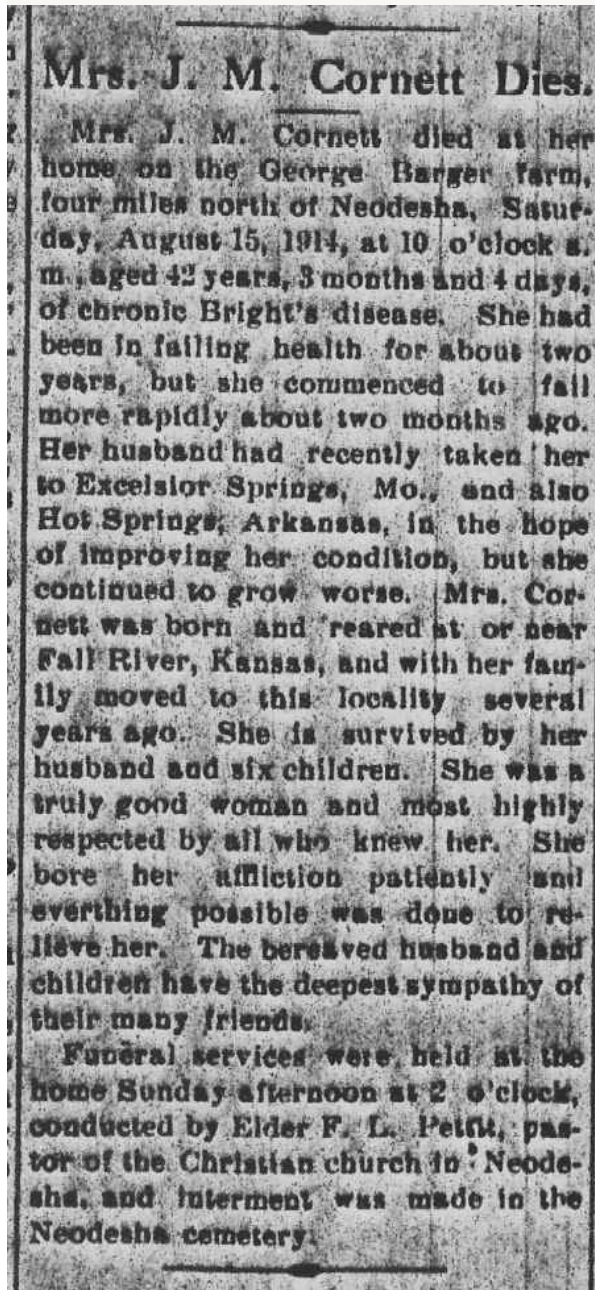 Mrs. J. M. Cornett Dies.
Mrs. J. M. Cornett died at her
home on the George Barger farm,
four miles north of Neodesha, Satur-
day, August 15, 1914, at 10 o'clock a.
m., aged 42 years, 3 months and 4 days,
of chronic Bright's disease. She had
been in failing health for about two
years, but she commenced to fail
more rapidly about two months ago.
Her husband had recently taken her
to Excelsior Springs, Mo., and also
Hot Springs, Arkansas, in the hope
of improving her condition, but she
continued to grow worse. Mrs. Cor-
nett was born and reared at or near
Fall River, Kansas, and with her fam-
ily moved to this locality several
years ago. She is survived by her
husband and six children. She was a
truly good woman and most highly
respected by all who knew her. She
bore her affliction patiently and
everthing possible was done to re-
lieve her. The bereaved husband and
children have the deepest sympathy of
their many friends.
Funeral services were held at the
home Sunday afternoon at 2 o'clock,
conducted by Elder F. L. Pettit, pas-
tor of the Christian church in Neode-
sha, and interment was made in the
Neodesha cemetery.